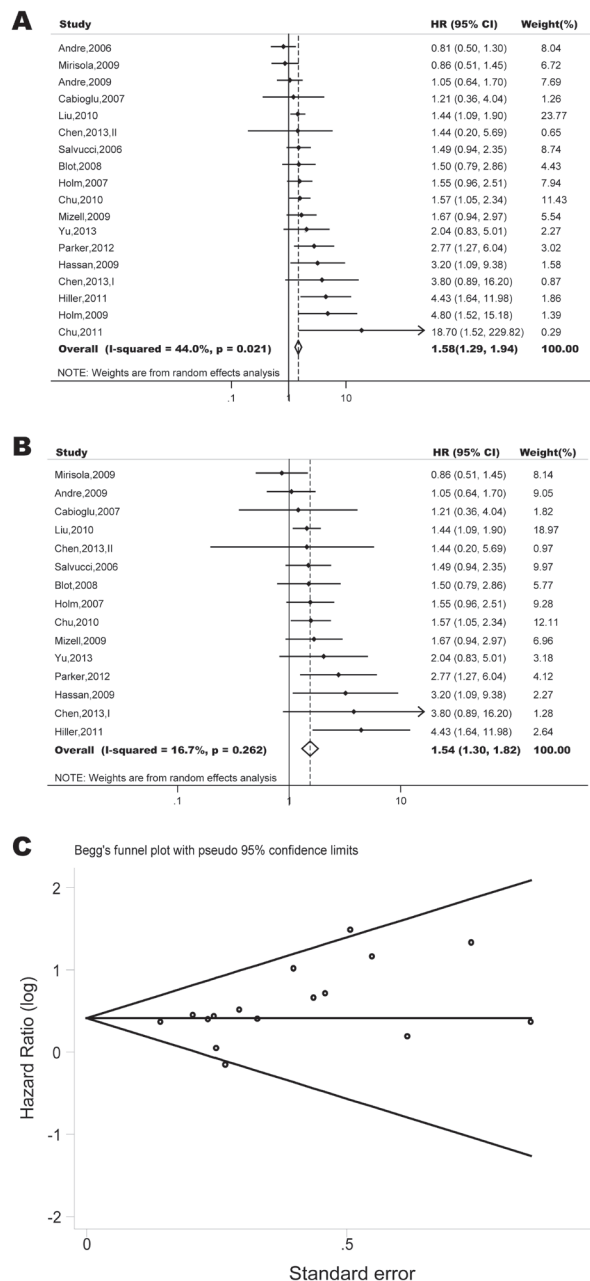 A
Study HR (95% CI) Weight(%)
Andre,2006 0.81 (0.50, 1.30) 8.04
Mirisola,2009 0.86 (0.51, 1.45) 6.72
Andre,2009 1.05 (0.64, 1.70) 7.69
Cabioglu,2007 1.21 (0.36, 4.04) 1.26
Liu,2010 1.44 (1.09, 1.90) 23.77
Chen,2013,II 1.44 (0.20, 5.69) 0.65
Salvucci,2006 1.49 (0.94, 2.35) 8.74
Blot,2008 1.50 (0.79, 2.86) 4.43
Holm,2007 1.55 (0.96, 2.51) 7.94
Chu,2010 1.57 (1.05, 2.34) 11.43
Mizell,2009 1.67 (0.94, 2.97) 5.54
Yu,2013 2.04 (0.83, 5.01) 2.27
Parker,2012 2.77 (1.27, 6.04) 3.02
Hassan,2009 3.20 (1.09, 9.38) 1.58
Chen,2013,I 3.80 (0.89, 16.20) 0.87
Hiller,2011 4.43 (1.64, 11.98) 1.86
Holm,2009 4.80 (1.52, 15.18) 1.39
Chu,2011 18.70 (1.52, 229.82) 0.29
Overall (I-squared = 44.0%, p = 0.021) 1.58(1.29, 1.94) 100.00
NOTE: Weights are from random effects analysis
.1 1 10
B
Study HR (95% CI) Weight(%)
Mirisola,2009 0.86 (0.51, 1.45) 8.14
Andre,2009 1.05 (0.64, 1.70) 9.05
Cabioglu,2007 1.21 (0.36, 4.04) 1.82
Liu,2010 1.44 (1.09, 1.90) 18.97
Chen,2013,II 1.44 (0.20, 5.69) 0.97
Salvucci,2006 1.49 (0.94, 2.35) 9.97
Blot,2008 1.50 (0.79, 2.86) 5.77
Holm,2007 1.55 (0.96, 2.51) 9.28
Chu,2010 1.57 (1.05, 2.34) 12.11
Mizell,2009 1.67 (0.94, 2.97) 6.96
Yu,2013 2.04 (0.83, 5.01) 3.18
Parker,2012 2.77 (1.27, 6.04) 4.12
Hassan,2009 3.20 (1.09, 9.38) 2.27
Chen,2013,I 3.80 (0.89, 16.20) 1.28
Hiller,2011 4.43 (1.64, 11.98) 2.64
Overall (I-squared = 16.7%, p = 0.262) 1.54 (1.30, 1.82) 100.00
NOTE: Weights are from random effects analysis
.1 1 10
C
Begg's funnel plot with pseudo 95% confidence limits
Hazard Ratio (log)
2
1
0
-1
-2
0 .5
Standard error